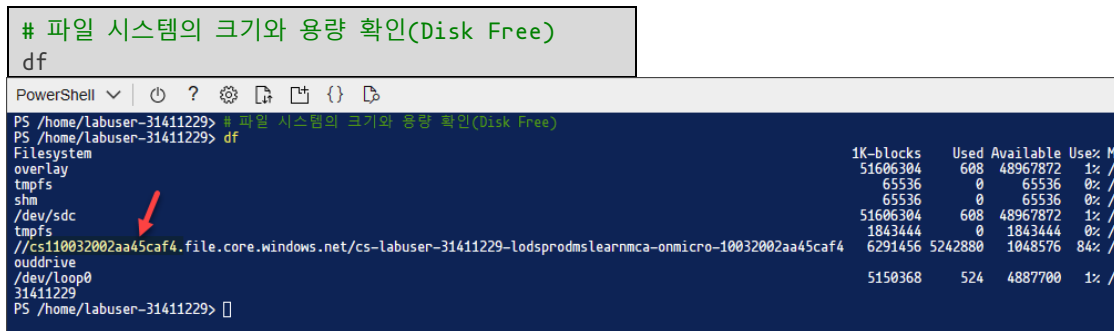 # 파일 시스템의 크기와 용량 확인(Disk Free)
df
PowerShell ? {}
PS /home/labuser-31411229> # 파일 시스템의 크기와 용량 확인(Disk Free)
PS /home/labuser-31411229> df
Filesystem 1K-blocks Used Available Use% M
overlay 51606304 608 48967872 1% /
tmpfs 65536 0 65536 0% /
shm 65536 0 65536 0% /
/dev/sdc 51606304 608 48967872 1% /
tmpfs 1843444 0 1843444 0% /
//cs110032002aa45caf4.file.core.windows.net/cs-labuser-31411229-lodsprodmslearnmca-onmicro-10032002aa45caf4 6291456 5242880 1048576 84% /
ouddrive
/dev/loop0 5150368 524 4887700 1% /
31411229
PS /home/labuser-31411229>